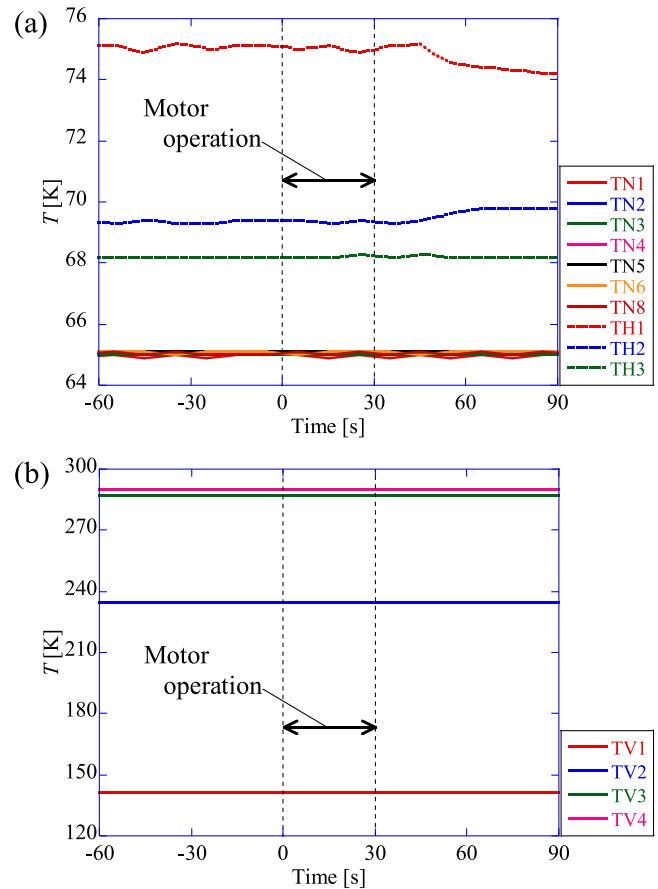 (a)
76
74
72
70
68
66
64
T [K]
Motor
operation
-60
-30
0
30
60
90
Time [s]
TN1
TN2
TN3
TN4
TN5
TN6
TN8
TH1
TH2
TH3
(b)
300
270
240
210
180
150
120
T [K]
Motor
operation
-60
-30
0
30
60
90
Time [s]
TV1
TV2
TV3
TV4